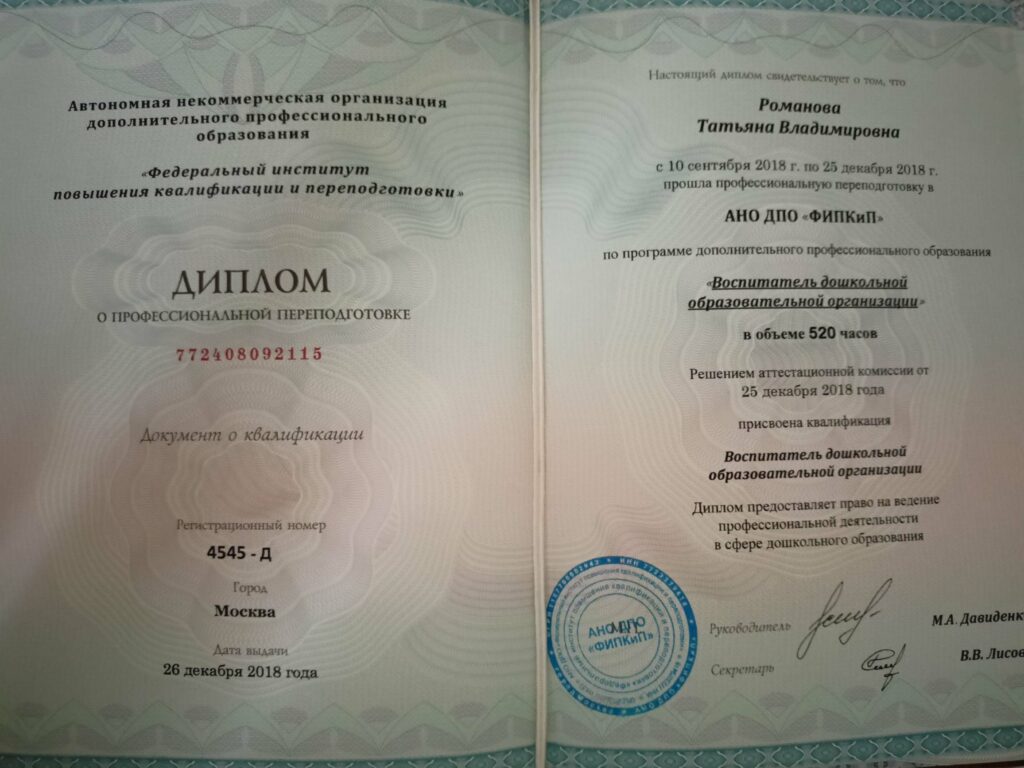 Автономная некоммерческая организация
дополнительного профессионального
образования
«Федеральный институт
повышения квалификации и переподготовки»
ДИПЛОМ
О ПРОФЕССИОНАЛЬНОЙ ПЕРЕПОДГОТОВКЕ
772408092115
Документ о квалификации
Регистрационный номер
4545 - Д
Город
Москва
Дата выдачи
26 декабря 2018 года
Настоящий диплом свидетельствует о том, что
Романова
Татьяна Владимировна
с 10 сентября 2018 г. по 25 декабря 2018 г.
прошла профессиональную переподготовку в
АНО ДПО «ФИПКиП»
по программе дополнительного профессионального образования
«Воспитатель дошкольной
образовательной организации»
в объеме 520 часов
Решением аттестационной комиссии от
25 декабря 2018 года
присвоена квалификация
Воспитатель дошкольной
образовательной организации
Диплом предоставляет право на ведение
профессиональной деятельности
в сфере дошкольного образования
Руководитель
М.А. Давиденк
Секретарь
В.В. Лисов
АНО ДПО
«ФИПКиП»
М.П.